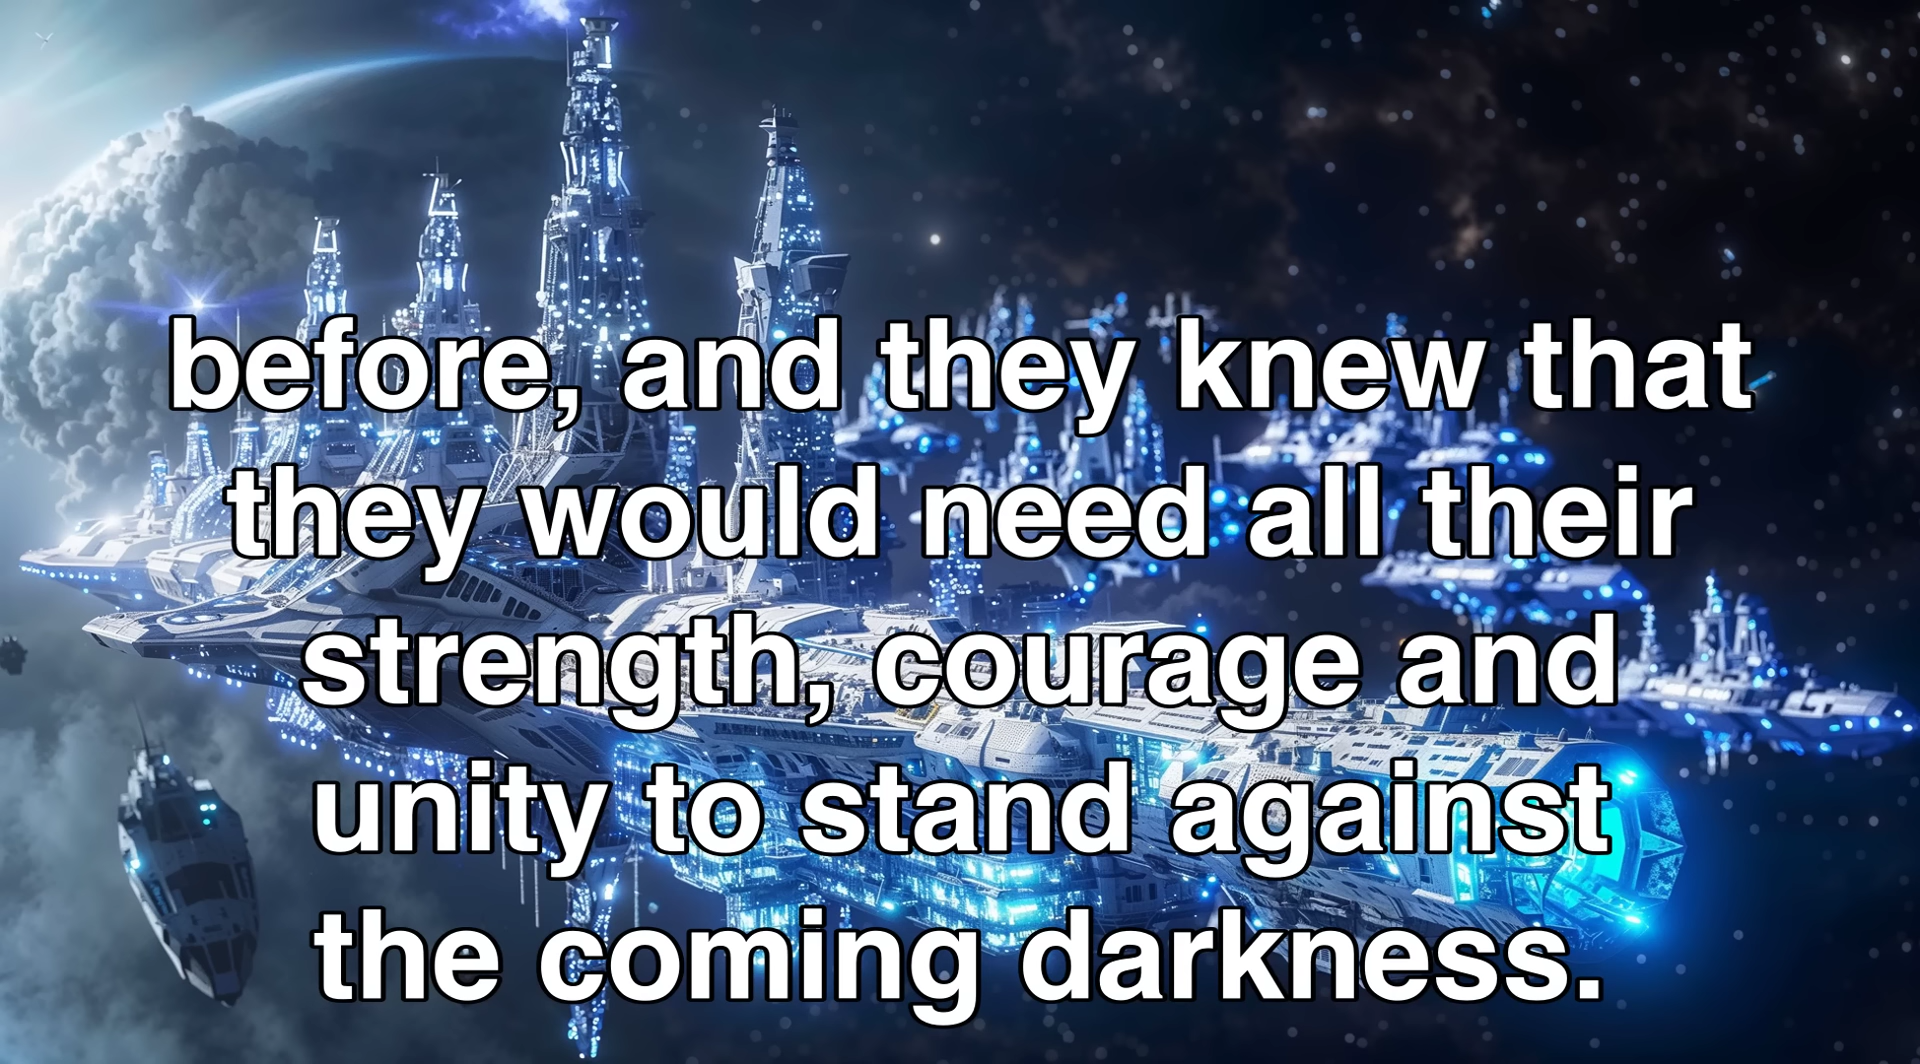 before, and they knew that
they would need all their
strength, courage and
unity to stand against
the coming darkness.